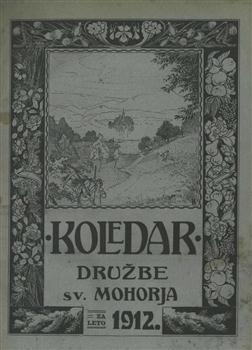 ·KOLEDAR·
DRUŽBE
SV. MOHORJA
ZA
LETO 1912.